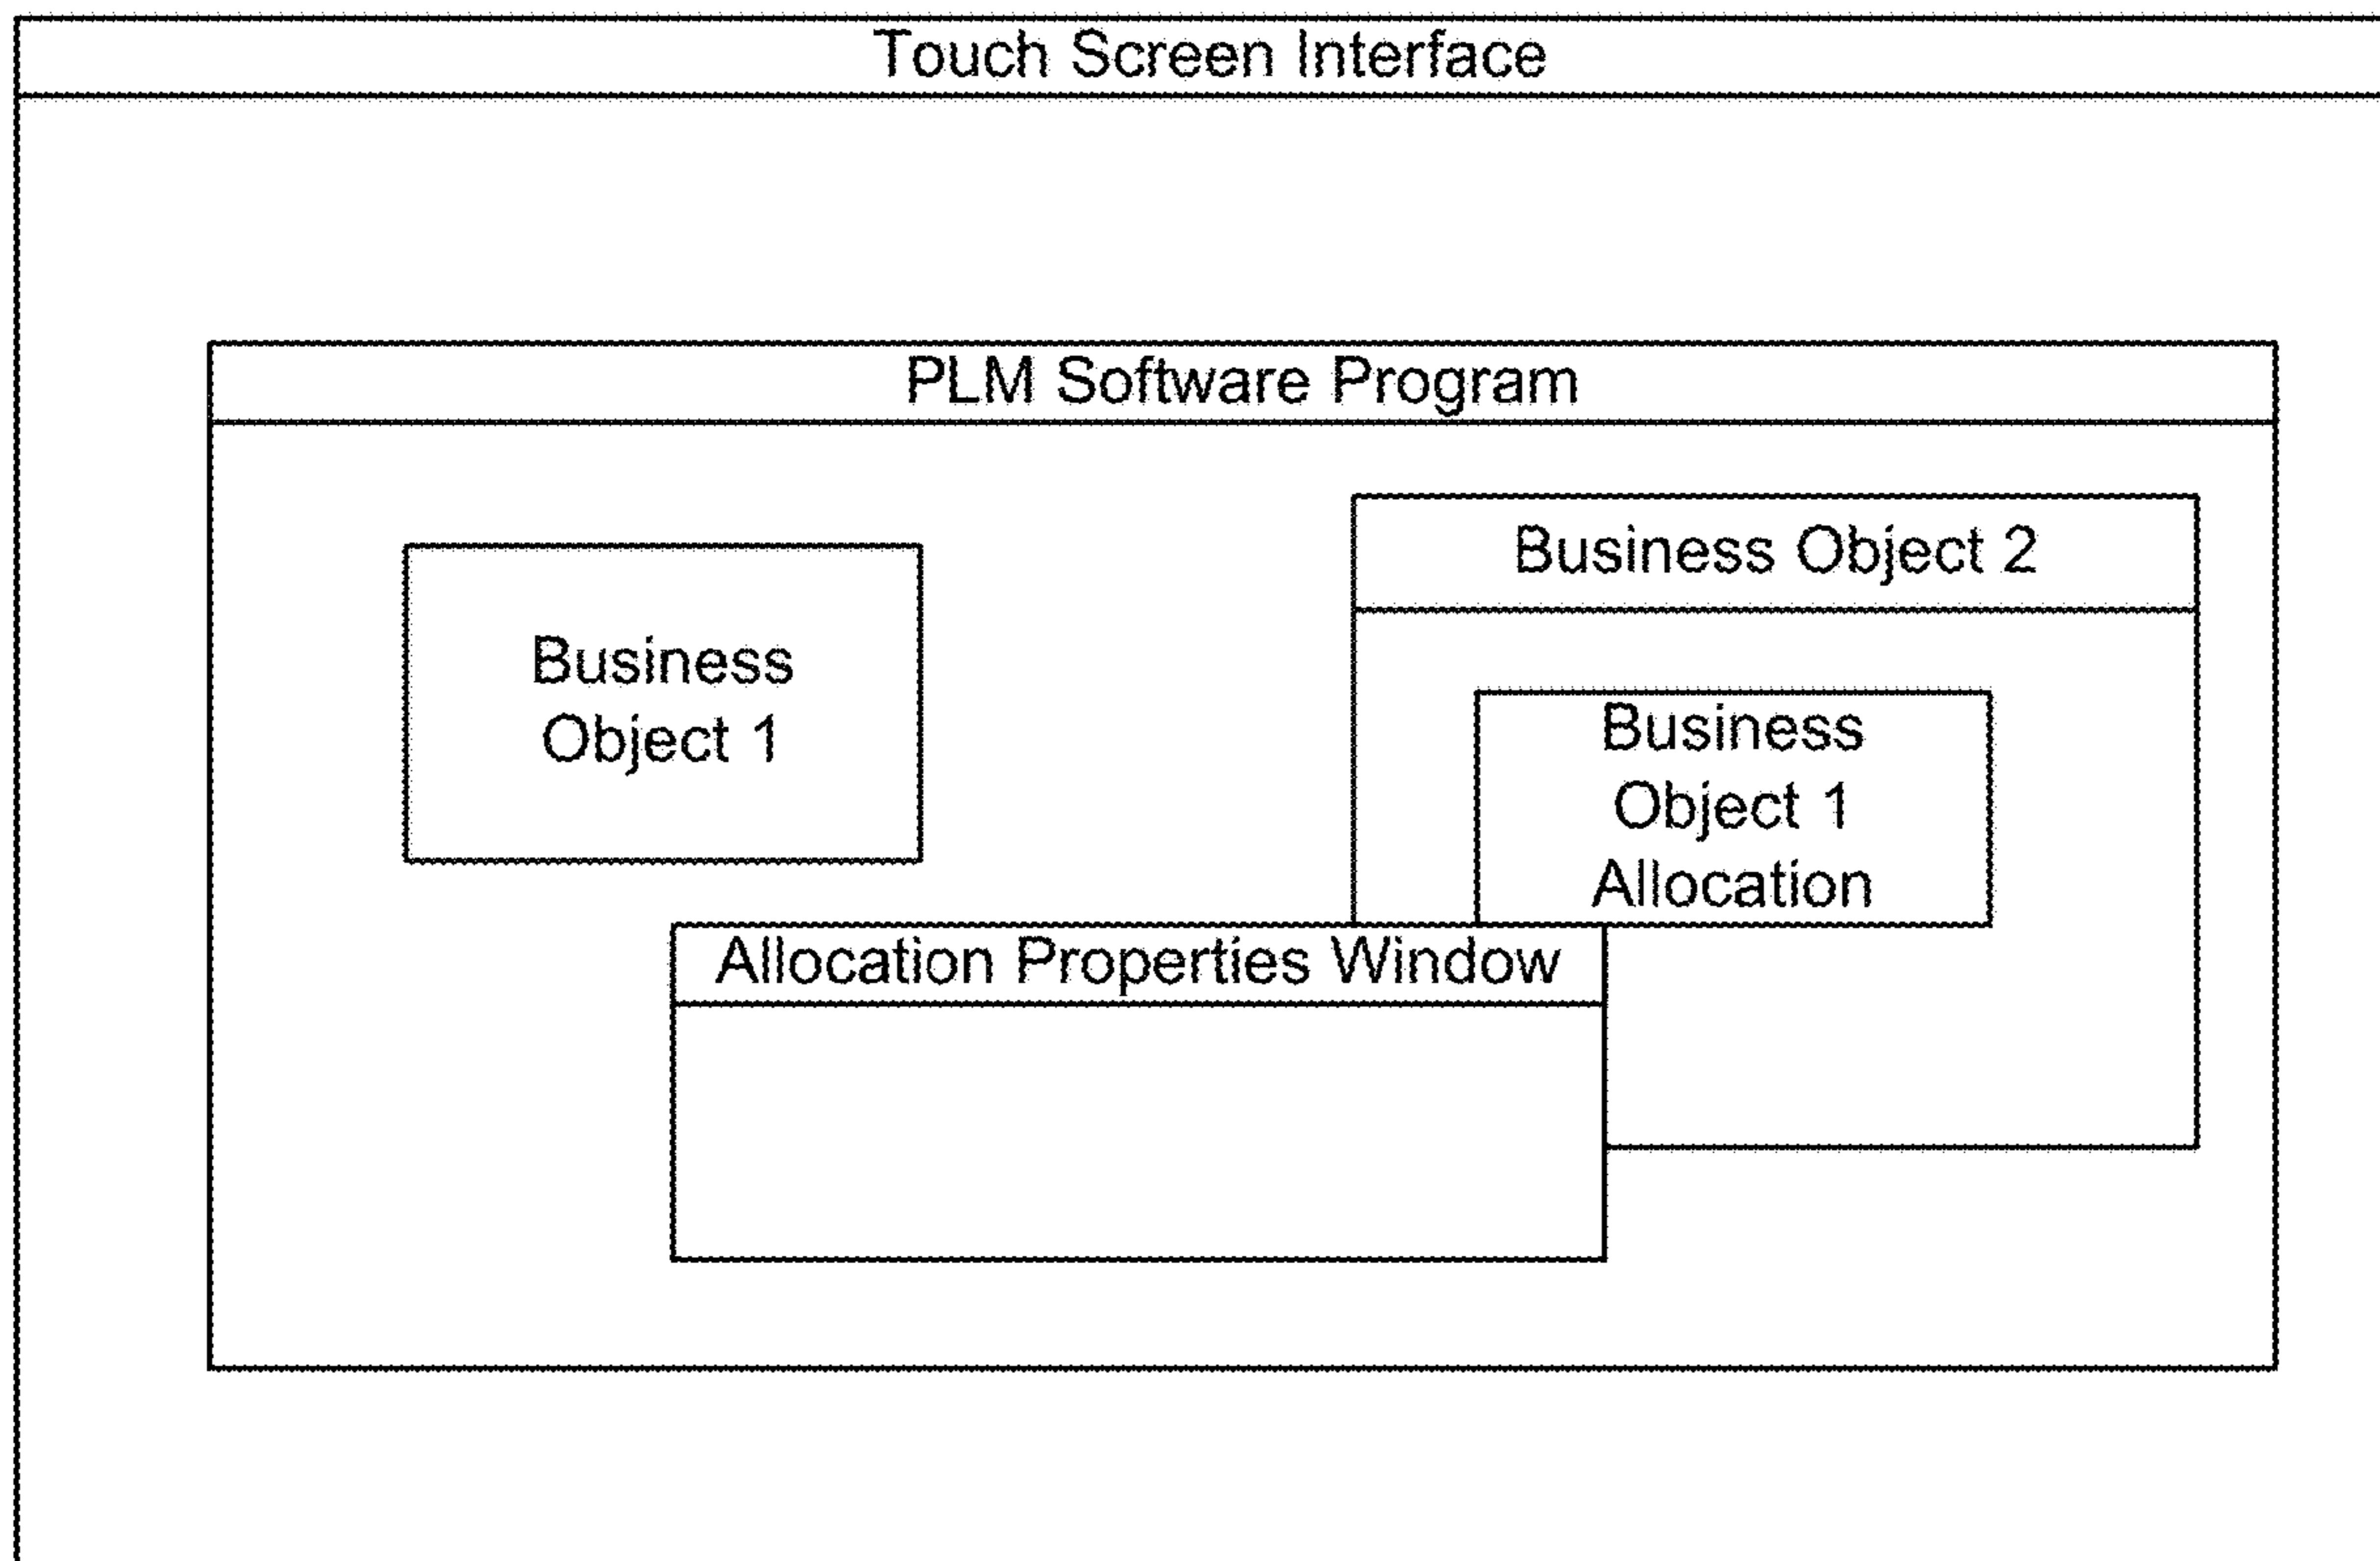 Touch Screen Interface
PLM Software Program
Business Object 2
Business
Object 1
Business
Object 1
Allocation
Allocation Properties Window